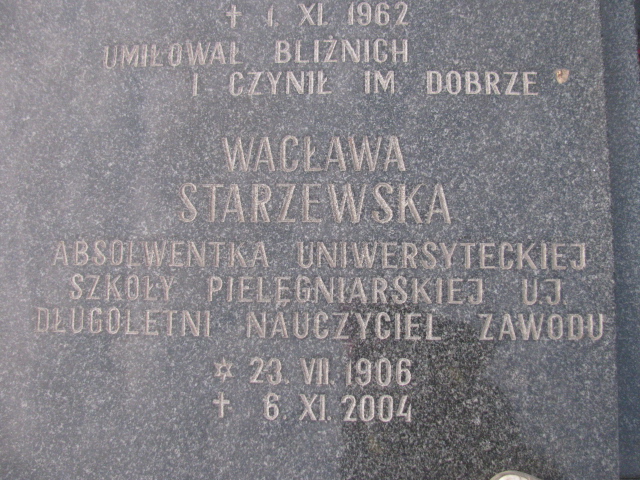 ✝ 1. XI. 1962
UMIŁOWAŁ BLIŹNICH
I CZYNIŁ IM DOBRZE
WACŁAWA
STARZEWSKA
ABSOLWENTKA UNIWERSYTECKIEJ
SZKOŁY PIELĘGNIARSKIEJ U.J.
DŁUGOLETNI NAUCZYCIEL ZAWODU
✡ 23. VII. 1906
✝ 6. XI. 2004